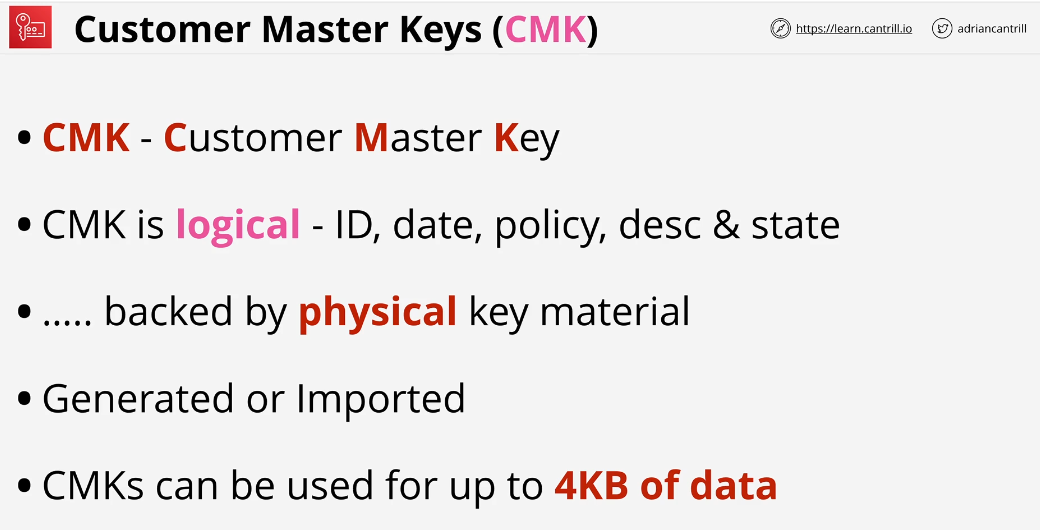 Customer Master Keys (CMK)
https://learn.cantrill.io
adriancantrill
• CMK - Customer Master Key
• CMK is logical - ID, date, policy, desc & state
• ..... backed by physical key material
• Generated or Imported
• CMKs can be used for up to 4KB of data